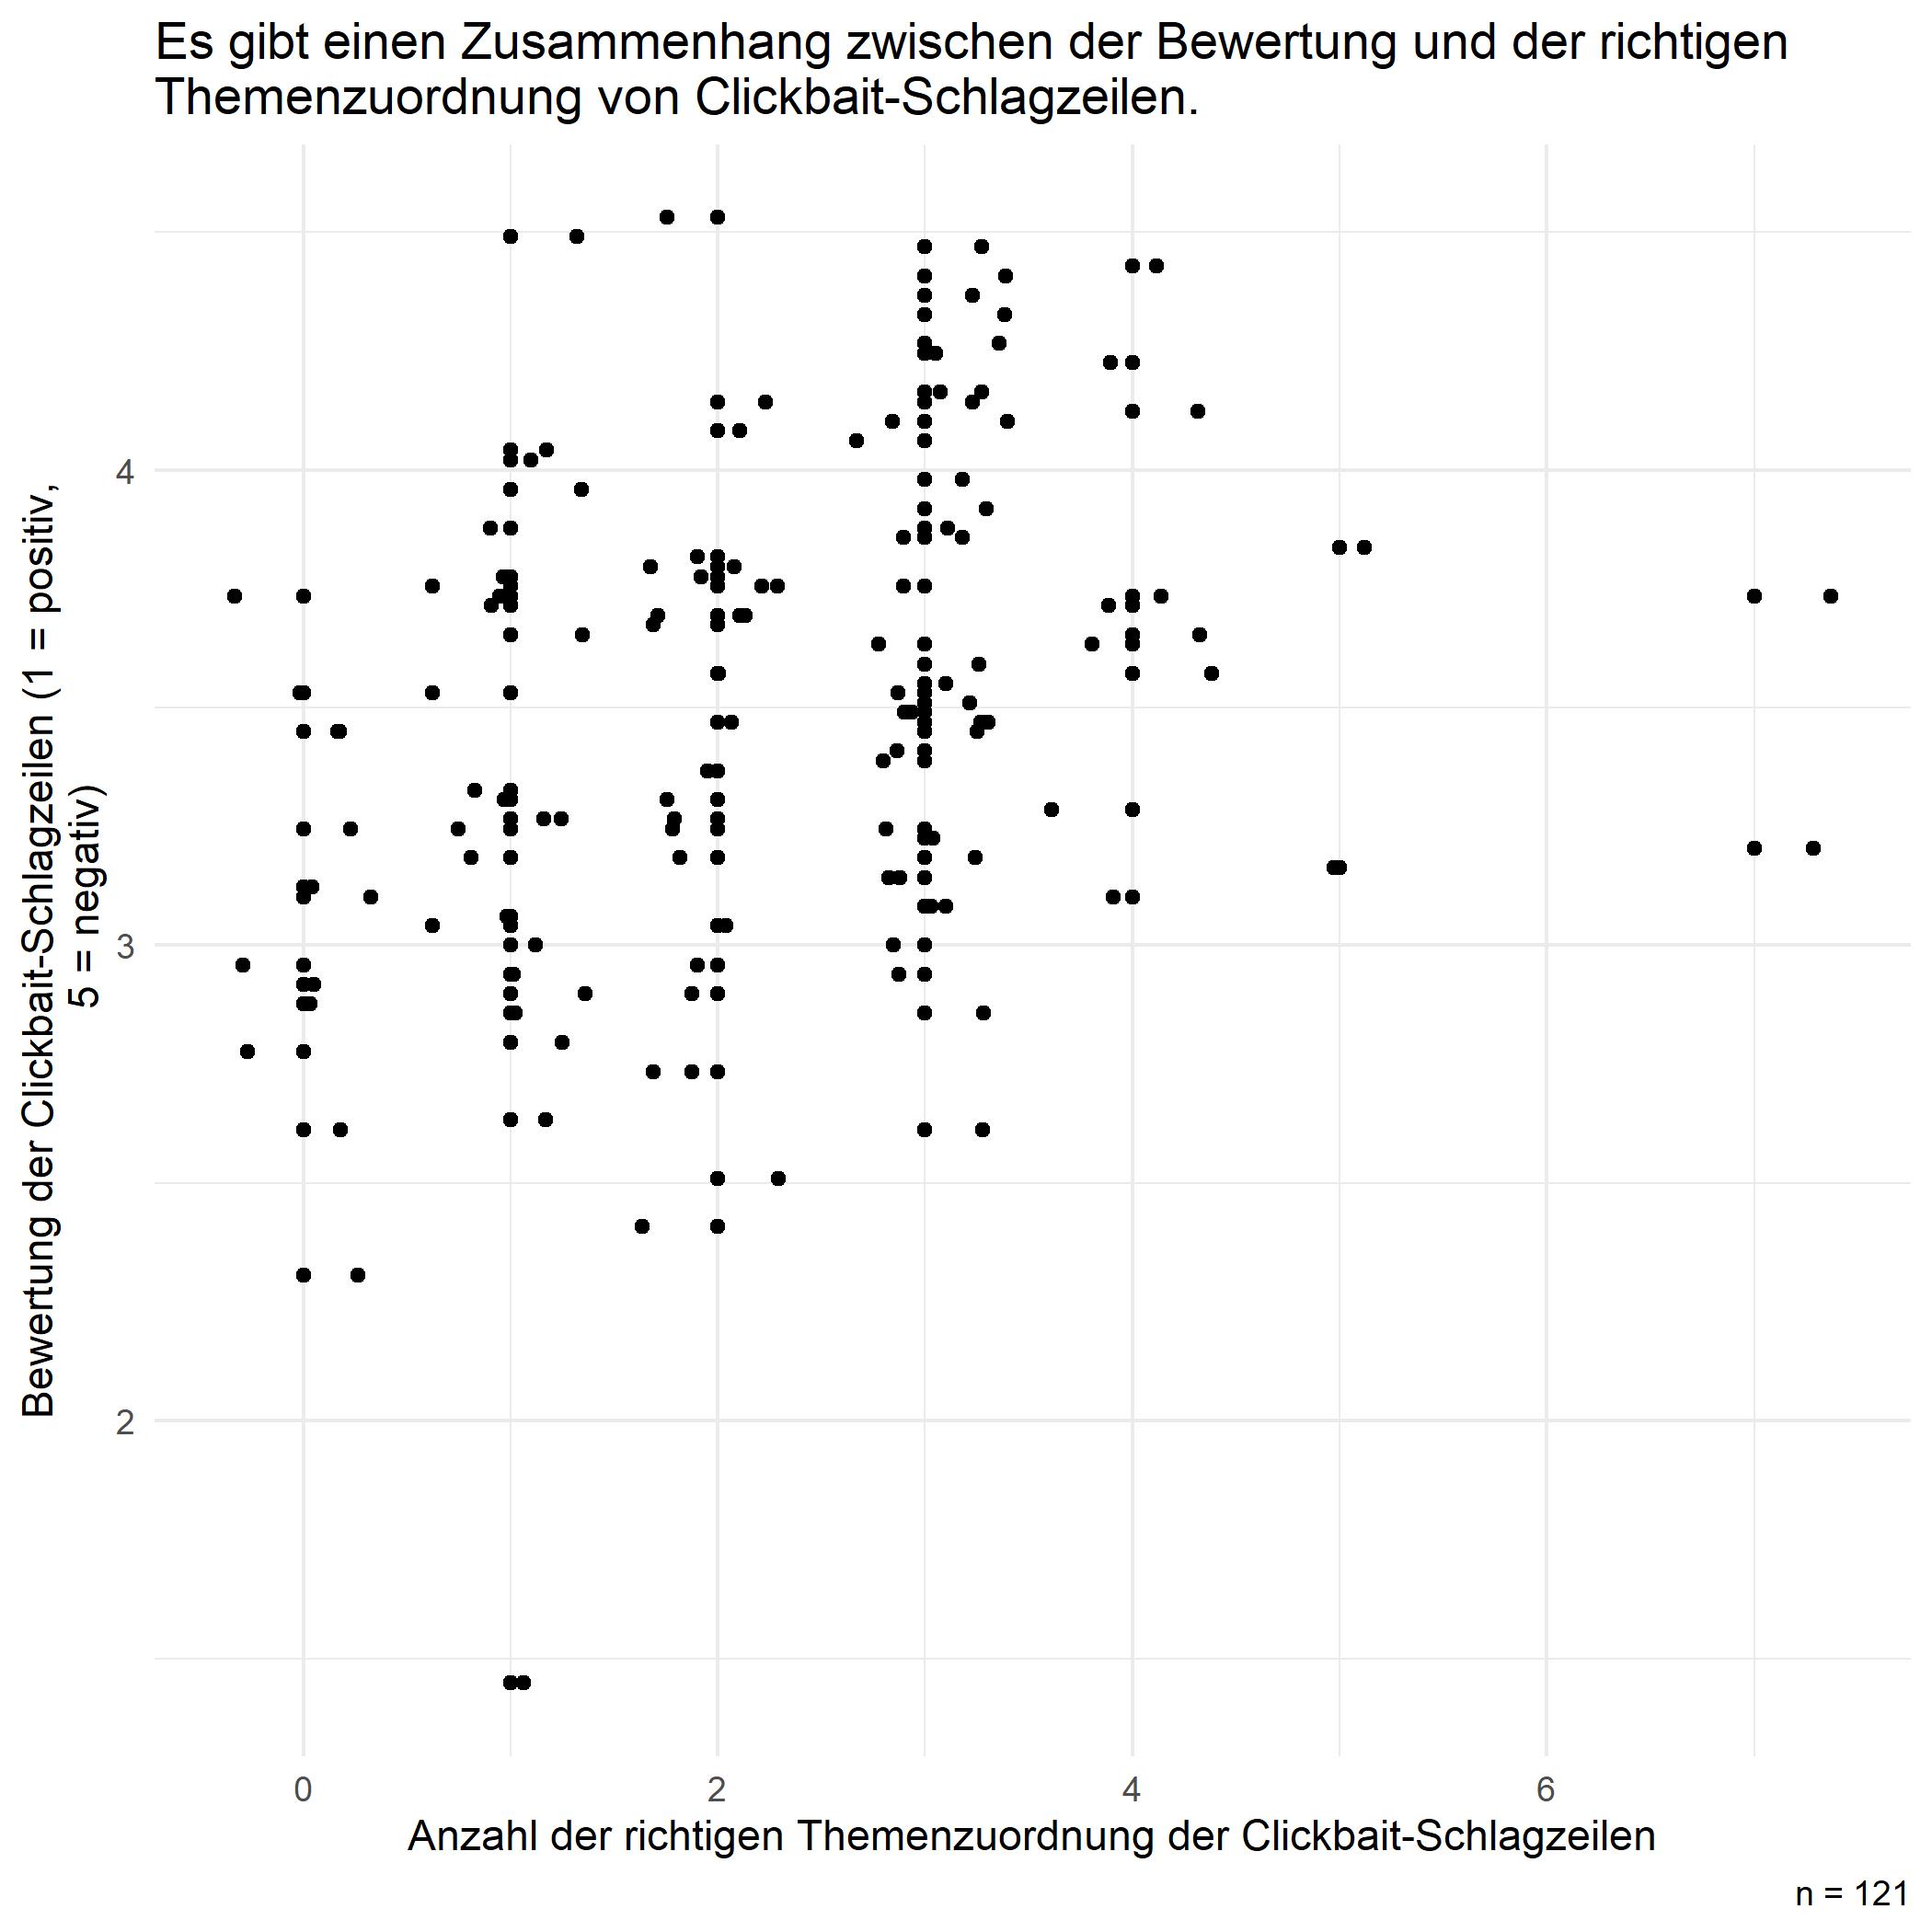 Es gibt einen Zusammenhang zwischen der Bewertung und der richtigen
Themenzuordnung von Clickbait-Schlagzeilen.
Bewertung der Clickbait-Schlagzeilen (1 = positiv,
5 = negativ)
4
3
2
0
2
4
6
Anzahl der richtigen Themenzuordnung der Clickbait-Schlagzeilen
n = 121